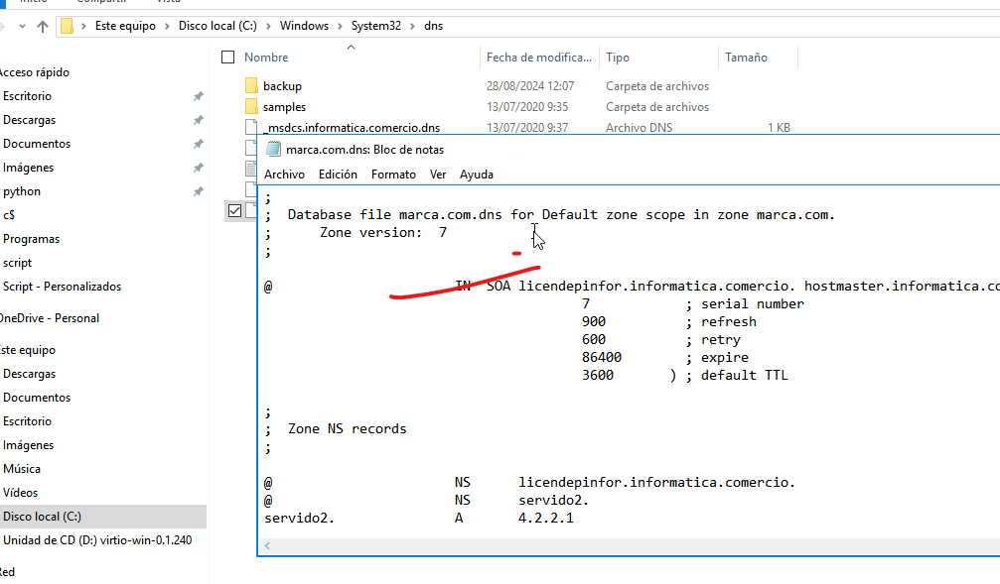 Este equipo > Disco local (C:) > Windows > System32 > dns
Nombre Fecha de modifica... Tipo Tamaño
backup 28/08/2024 12:07 Carpeta de archivos
samples 13/07/2020 9:35 Carpeta de archivos
_msdcs.informatica.comercio.dns 13/07/2020 9:37 Archivo DNS 1 KB
Acceso rápido
Escritorio
Descargas
Documentos
Imágenes
python
c$
Programas
script
Script - Personalizados
OneDrive - Personal
Este equipo
Descargas
Documentos
Escritorio
Imágenes
Música
Vídeos
Disco local (C:)
Unidad de CD (D:) virtio-win-0.1.240
Red
marca.com.dns: Bloc de notas
Archivo Edición Formato Ver Ayuda
;
; Database file marca.com.dns for Default zone scope in zone marca.com.
; Zone version: 7
;
@ IN SOA licendepinfor.informatica.comercio. hostmaster.informatica.co
7 ; serial number
900 ; refresh
600 ; retry
86400 ; expire
3600 ) ; default TTL
;
; Zone NS records
;
@ NS licendepinfor.informatica.comercio.
@ NS servido2.
servido2. A 4.2.2.1